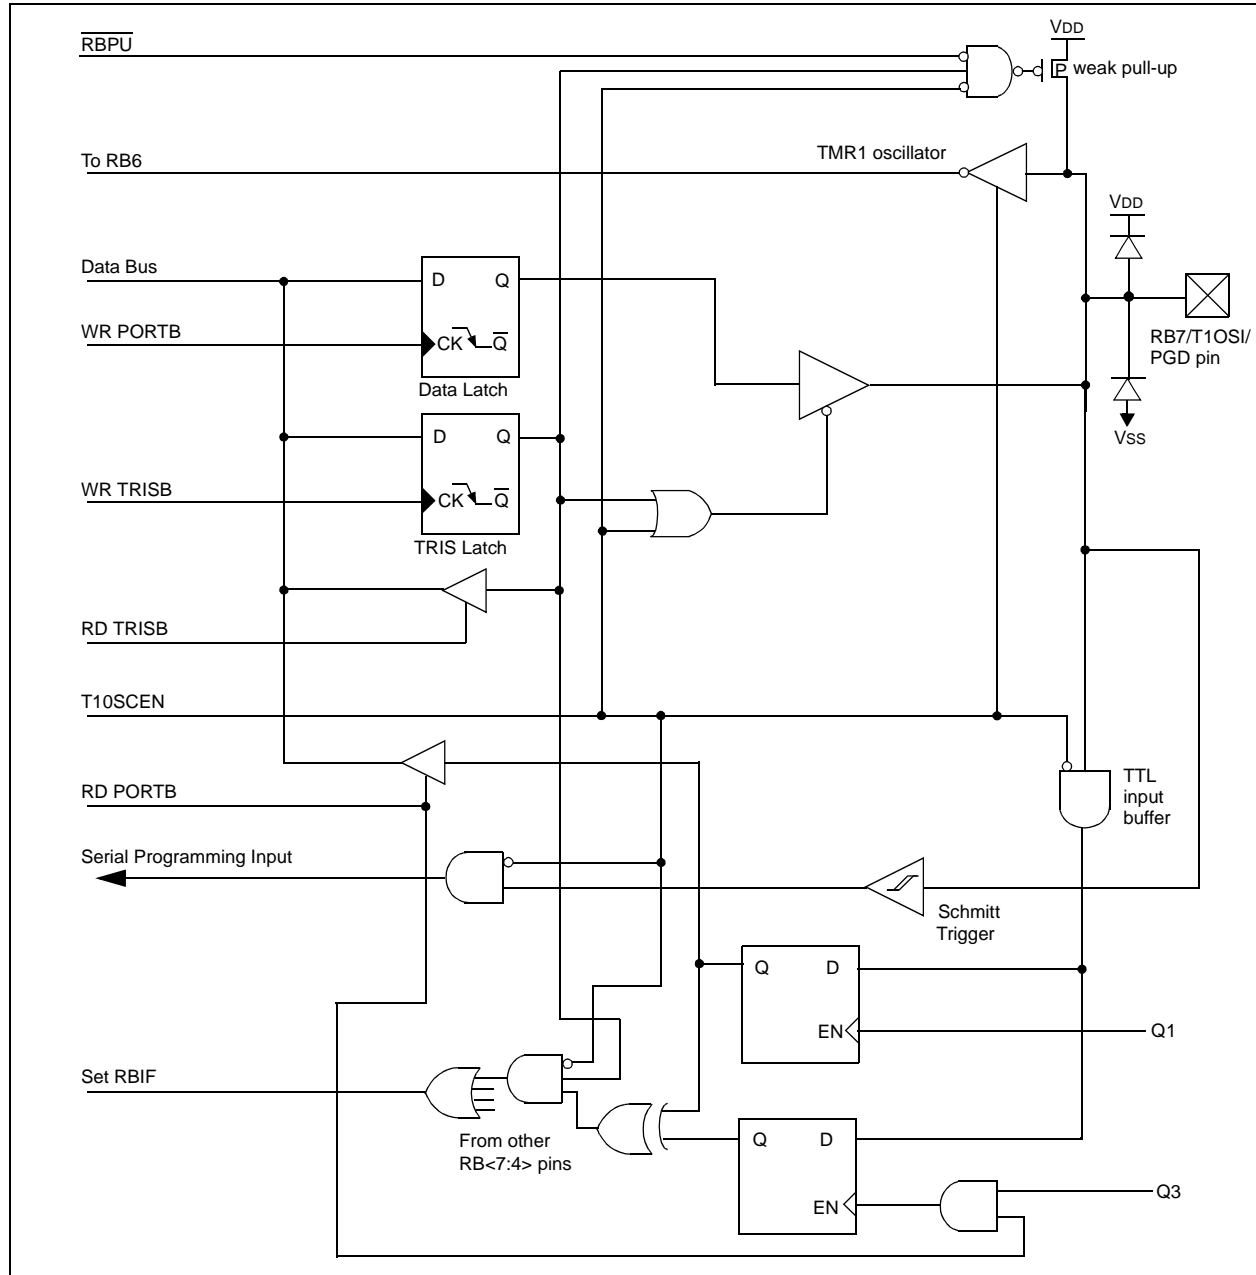 RBPU
VDD
P
weak pull-up
To RB6
TMR1 oscillator
VDD
Data Bus
D
Q
WR PORTB
CK
Q
Data Latch
RB7/T1OSI/
PGD pin
VSS
D
Q
WR TRISB
CK
Q
TRIS Latch
RD TRISB
T10SCEN
RD PORTB
TTL
input
buffer
Serial Programming Input
Schmitt
Trigger
Q
D
EN
Q1
Set RBIF
From other
RB<7:4> pins
Q
D
EN
Q3